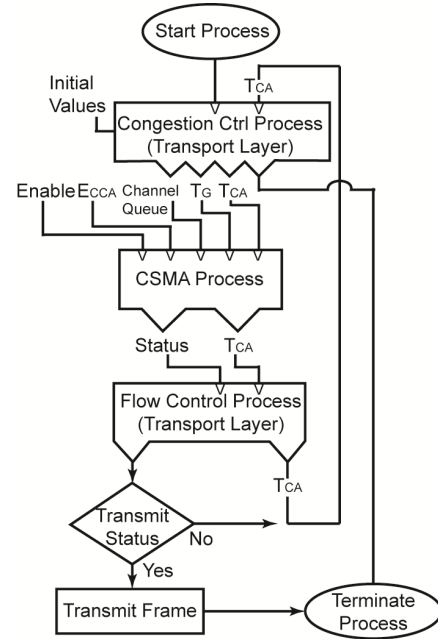 Start Process
Initial
Values
TCA
Congestion Ctrl Process
(Transport Layer)
Enable ECCA Channel Queue TG TCA
CSMA Process
Status TCA
Flow Control Process
(Transport Layer)
TCA
Transmit
Status
No
Yes
Transmit Frame
Terminate
Process